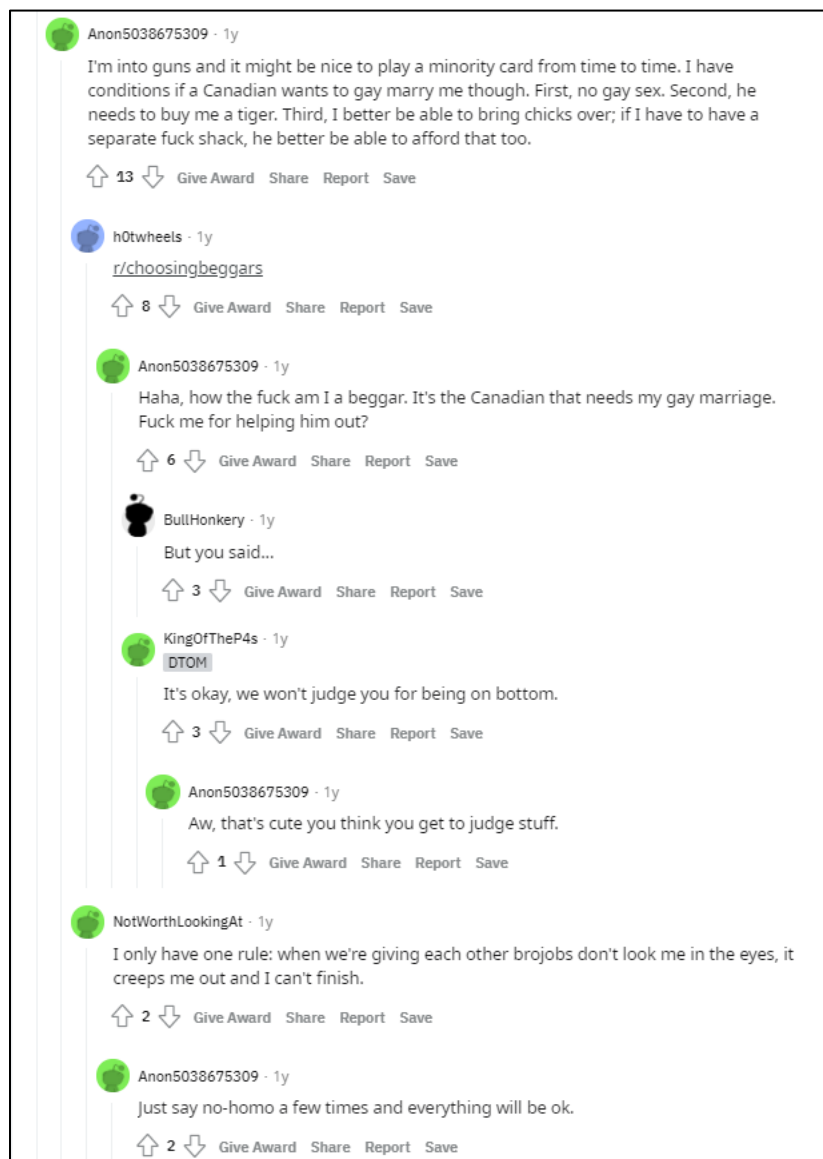 Anon5038675309 · 1y
I'm into guns and it might be nice to play a minority card from time to time. I have
conditions if a Canadian wants to gay marry me though. First, no gay sex. Second, he
needs to buy me a tiger. Third, I better be able to bring chicks over; if I have to have a
separate fuck shack, he better be able to afford that too.
13 Give Award Share Report Save
h0twheels · 1y
r/choosingbeggars
8 Give Award Share Report Save
Anon5038675309 · 1y
Haha, how the fuck am I a beggar. It's the Canadian that needs my gay marriage.
Fuck me for helping him out?
6 Give Award Share Report Save
BullHonkery · 1y
But you said...
3 Give Award Share Report Save
KingOfTheP4s · 1y
DTOM
It's okay, we won't judge you for being on bottom.
3 Give Award Share Report Save
Anon5038675309 · 1y
Aw, that's cute you think you get to judge stuff.
1 Give Award Share Report Save
NotWorthLookingAt · 1y
I only have one rule: when we're giving each other brojobs don't look me in the eyes, it
creeps me out and I can't finish.
2 Give Award Share Report Save
Anon5038675309 · 1y
Just say no-homo a few times and everything will be ok.
2 Give Award Share Report Save